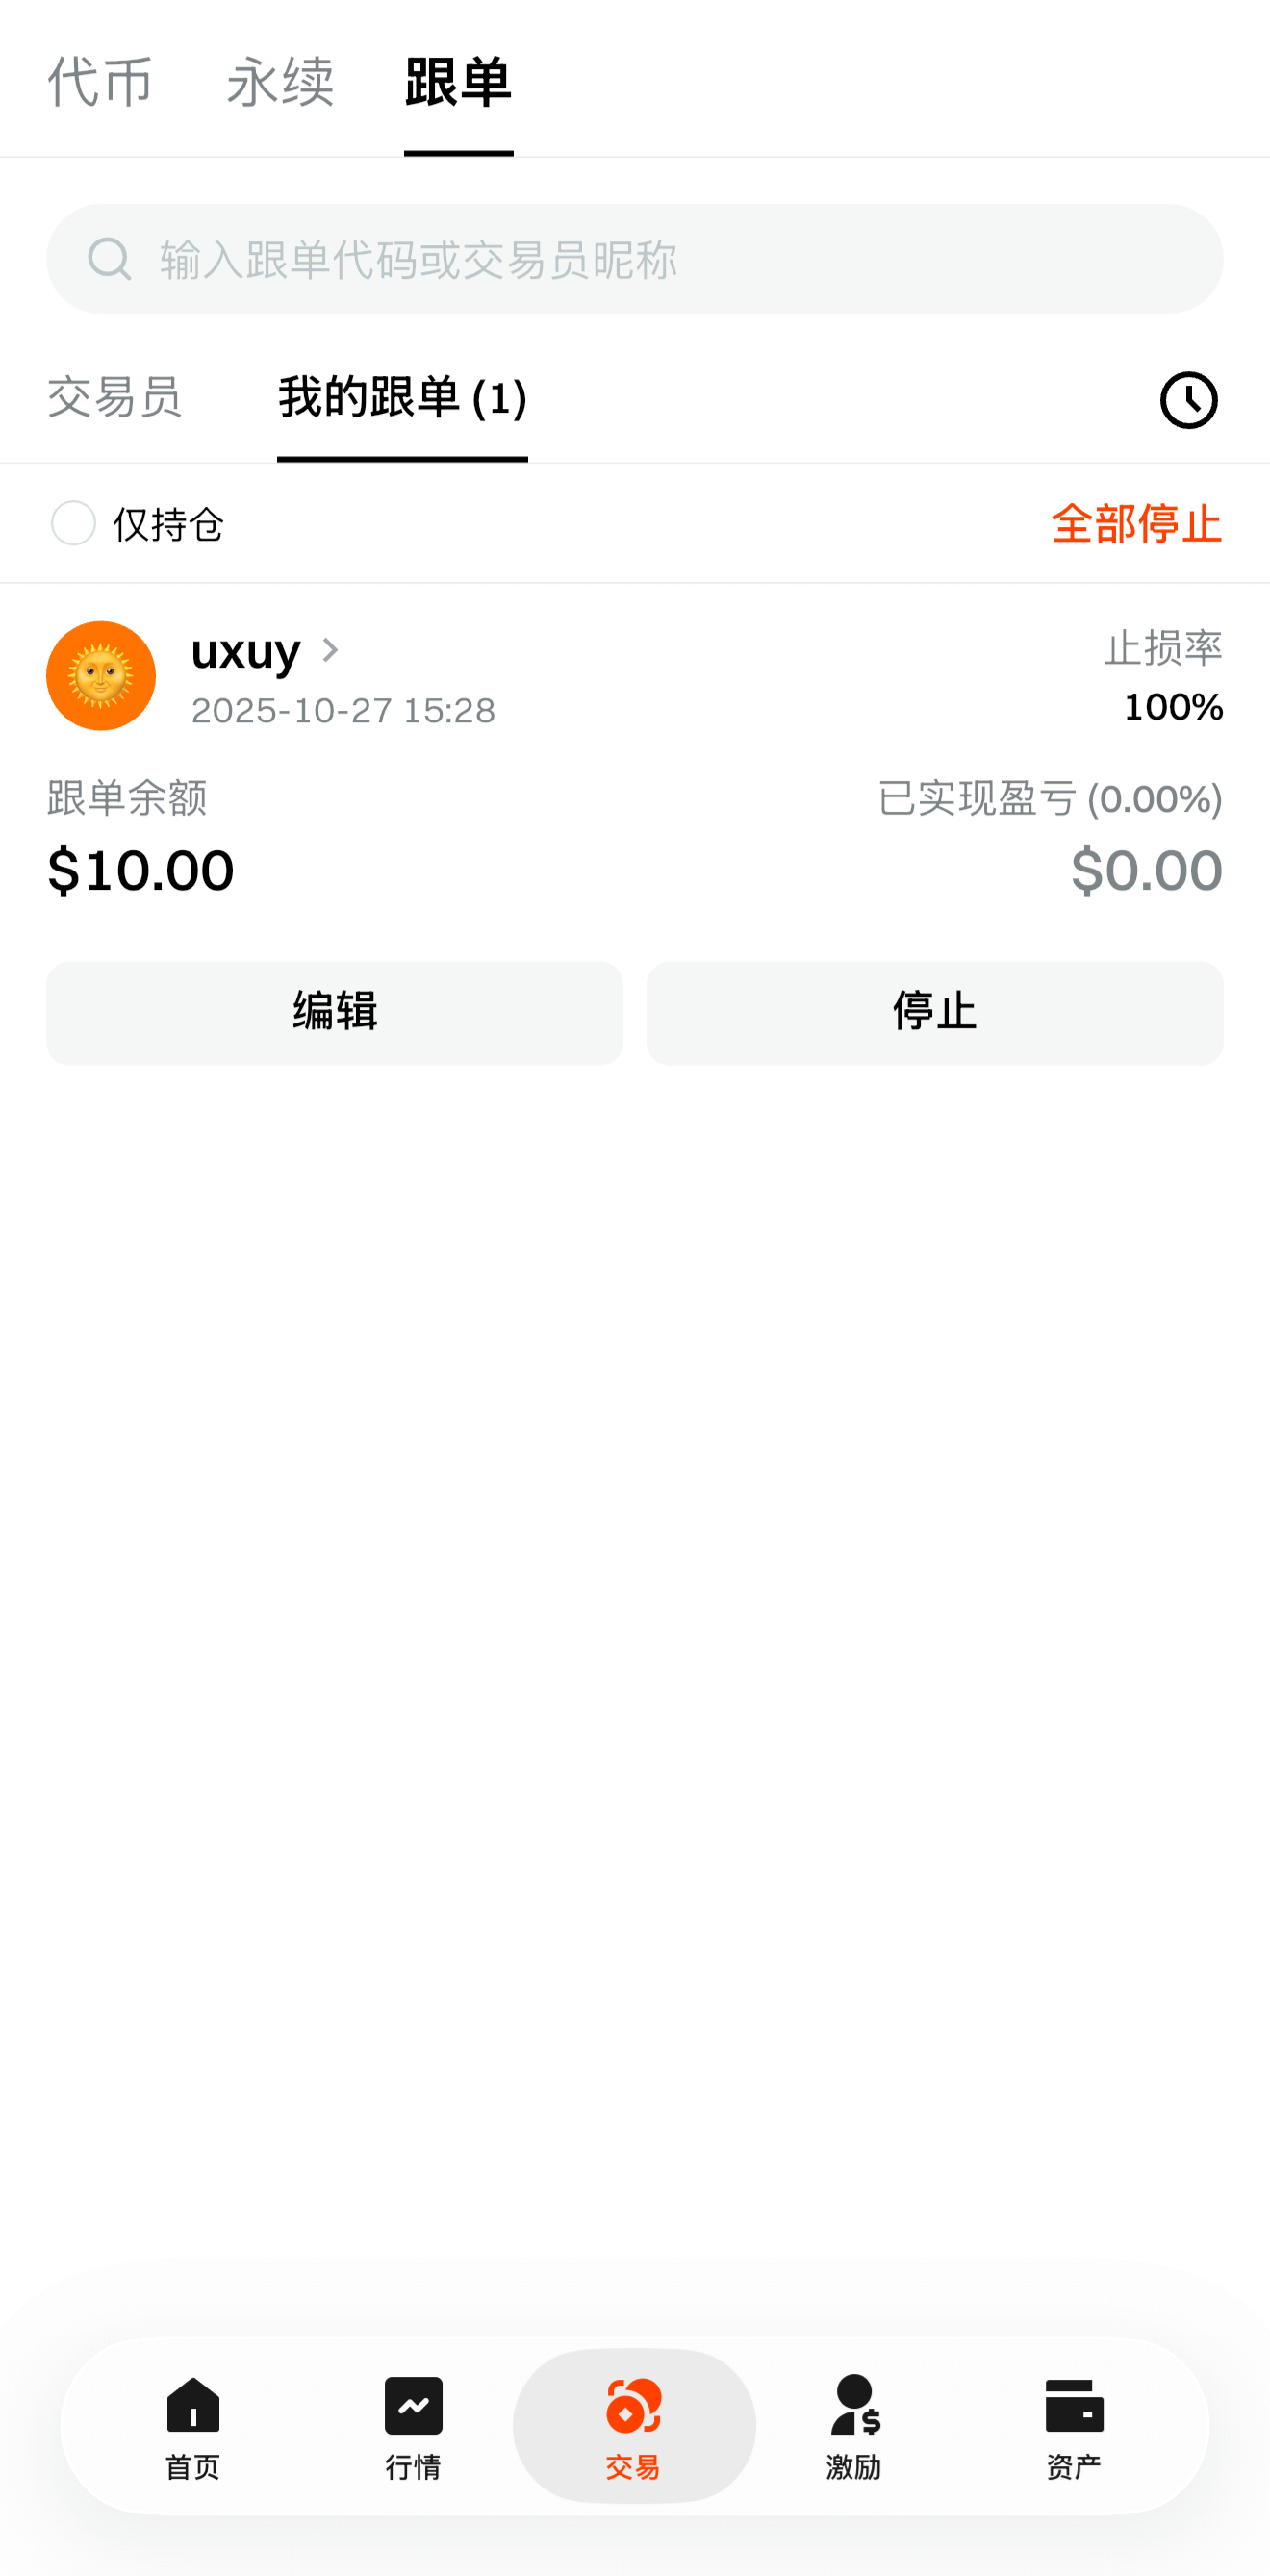 代币 永续 跟单
输入跟单代码或交易员昵称
交易员 我的跟单 (1)
仅持仓 全部停止
uxuy 止损率
2025-10-27 15:28 100%
跟单余额 已实现盈亏 (0.00%)
$10.00 $0.00
编辑 停止
首页 行情 交易 激励 资产